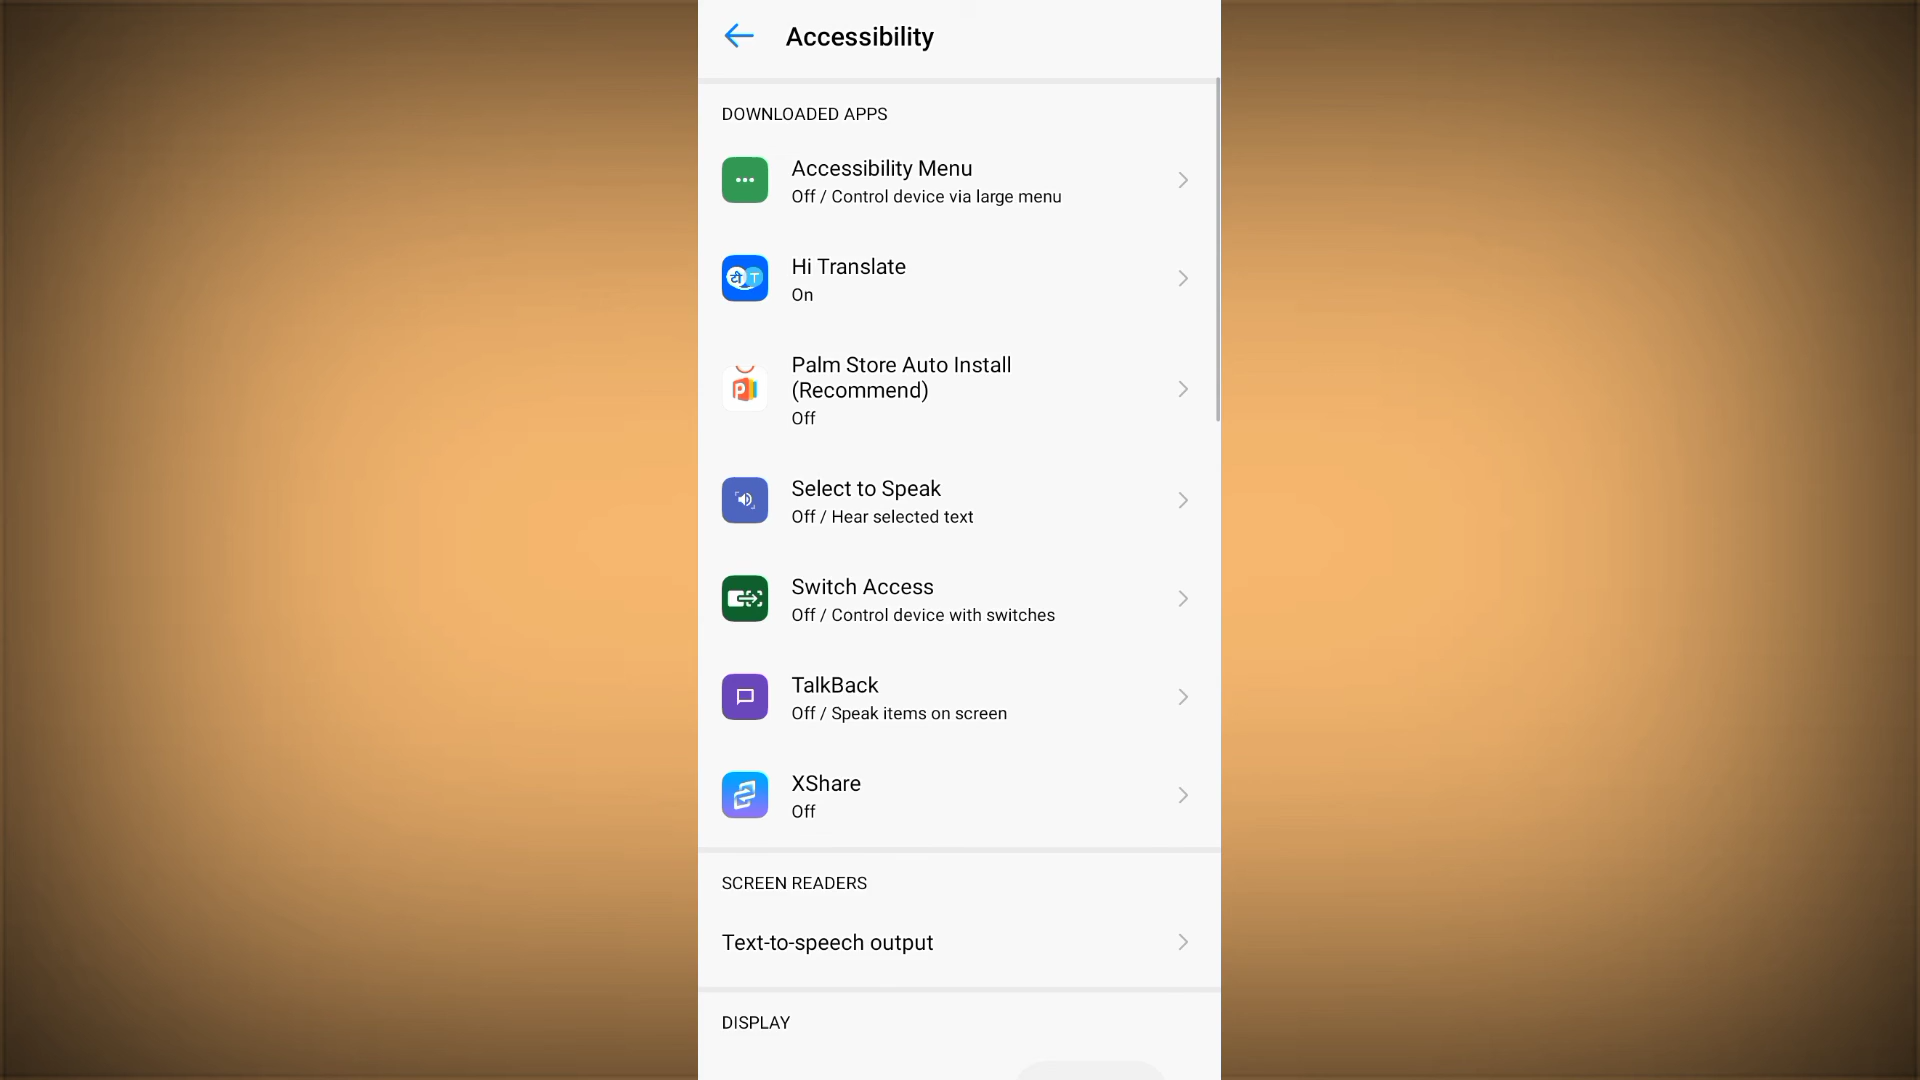 Accessibility
DOWNLOADED APPS
Accessibility Menu
Off / Control device via large menu
Hi Translate
On
Palm Store Auto Install
(Recommend)
Off
Select to Speak
Off / Hear selected text
Switch Access
Off / Control device with switches
TalkBack
Off / Speak items on screen
XShare
Off
SCREEN READERS
Text-to-speech output
DISPLAY